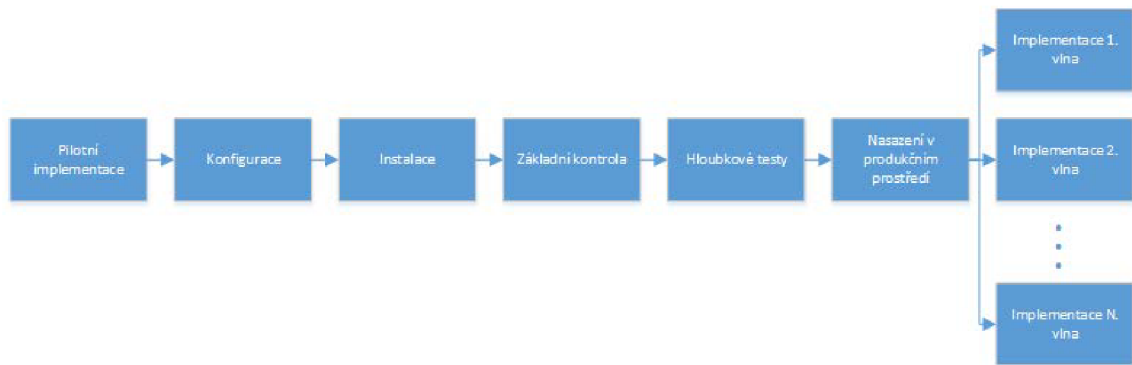 Pilotní
implementace
Konfigurace
Instalace
Základní kontrola
Hloubkové testy
Nasazení v
produkčním
prostředí
Implementace 1.
vlna
Implementace 2.
vlna
Implementace N.
vlna